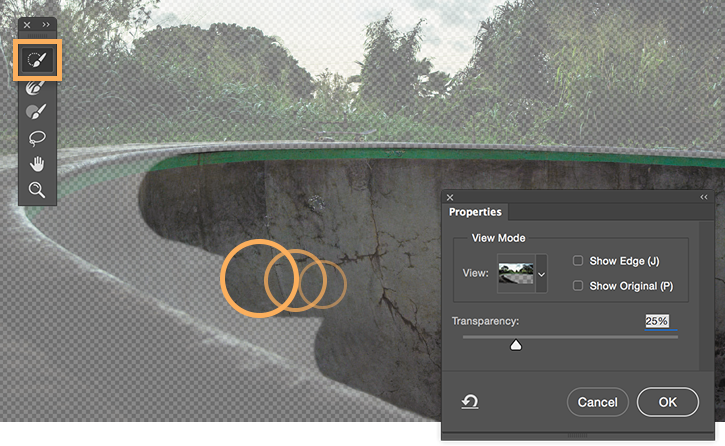 Properties
View Mode
View:
Show Edge (J)
Show Original (P)
Transparency:
25%
Cancel
OK